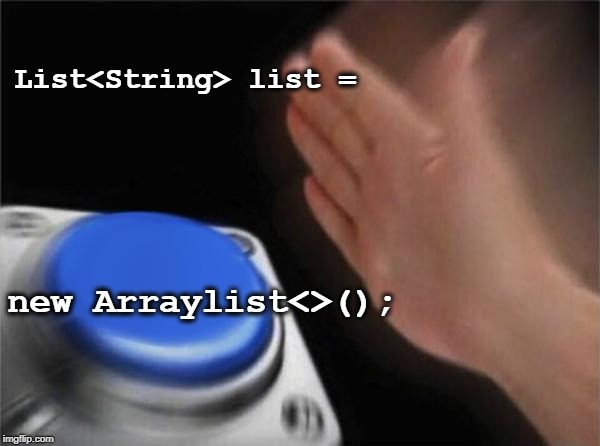 List<String> list =
new Arraylist<>();
imgflip.com